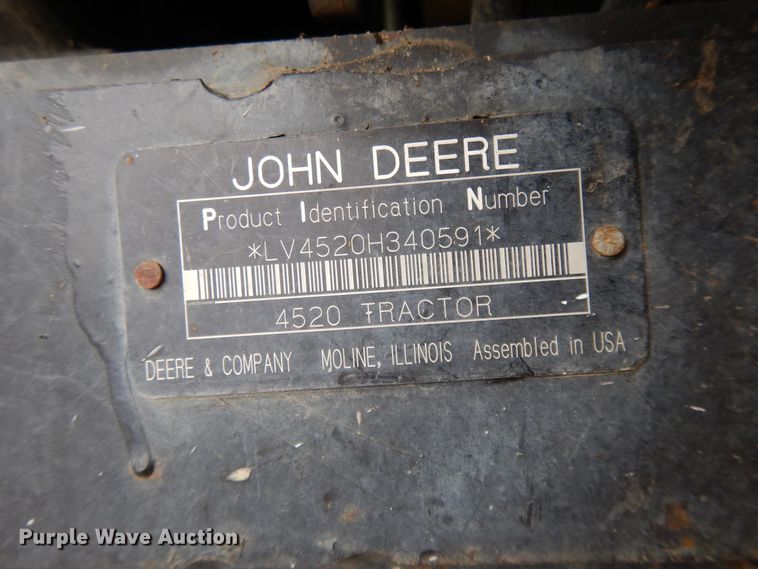 JOHN DEERE
Product Identification Number
*LV4520H340591*
4520 TRACTOR
DEERE & COMPANY MOLINE, ILLINOIS Assembled in USA
Purple Wave Auction